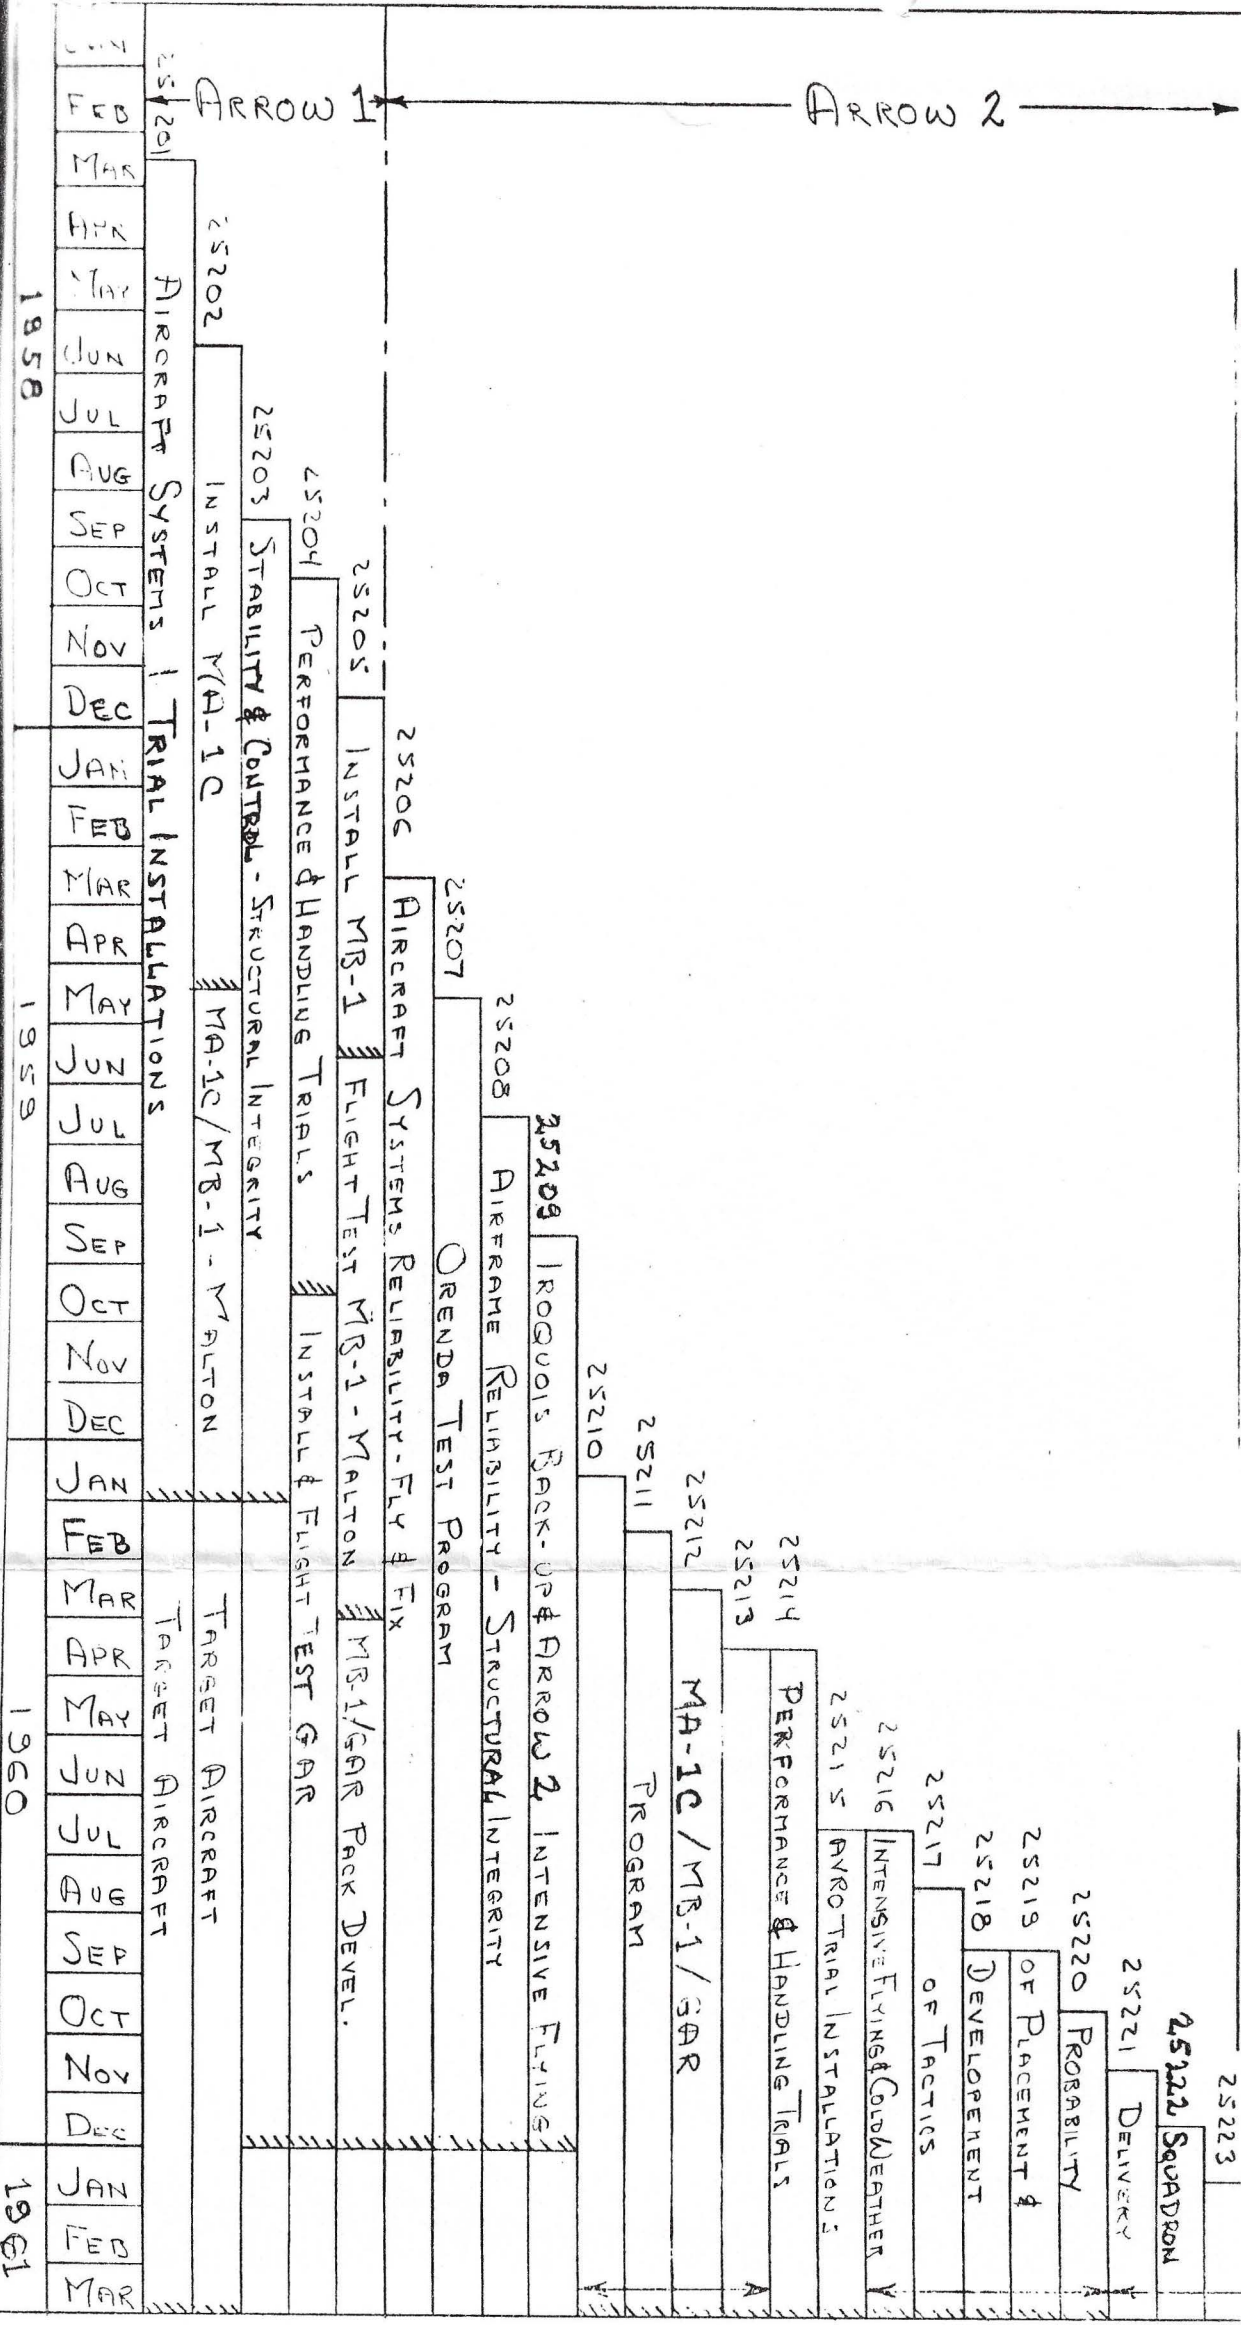 ARROW 1
ARROW 2
FEB
MAR
APR
MAY
JUN
JUL
AUG
SEP
OCT
NOV
DEC
JAN
FEB
MAR
APR
MAY
JUN
JUL
AUG
SEP
OCT
NOV
DEC
JAN
FEB
MAR
APR
MAY
JUN
JUL
AUG
SEP
OCT
NOV
DEC
JAN
FEB
MAR
1958
1959
1960
1961
25201
AIRCRAFT SYSTEMS | TRIAL INSTALLATIONS
TARGET AIRCRAFT
25202
INSTALL MA-1C
MA-1C/MB-1 - MALTON
TARGET AIRCRAFT
25203
STABILITY & CONTROL - STRUCTURAL INTEGRITY
25204
PERFORMANCE & HANDLING TRIALS
INSTALL & FLIGHT TEST GAR
25205
INSTALL MB-1
FLIGHT TEST MB-1 - MALTON
MB-1/GAR PACK DEVEL.
25206
AIRCRAFT SYSTEMS RELIABILITY - FLY & FIX
25207
ORENDA TEST PROGRAM
25208
AIRFRAME RELIABILITY - STRUCTURAL INTEGRITY
25209
IROQUOIS BACK-UP & ARROW 2 INTENSIVE FLYING
25210
25211
PROGRAM
25212
MA-1C/MB-1/GAR
25213
25214
PERFORMANCE & HANDLING TRIALS
25215
AVRO TRIAL INSTALLATIONS
25216
INTENSIVE FLYING & COLD WEATHER
25217
OF TACTICS
25218
DEVELOPEMENT
25219
OF PLACEMENT &
25220
PROBABILITY
25221
DELIVERY
25222
SQUADRON
25223